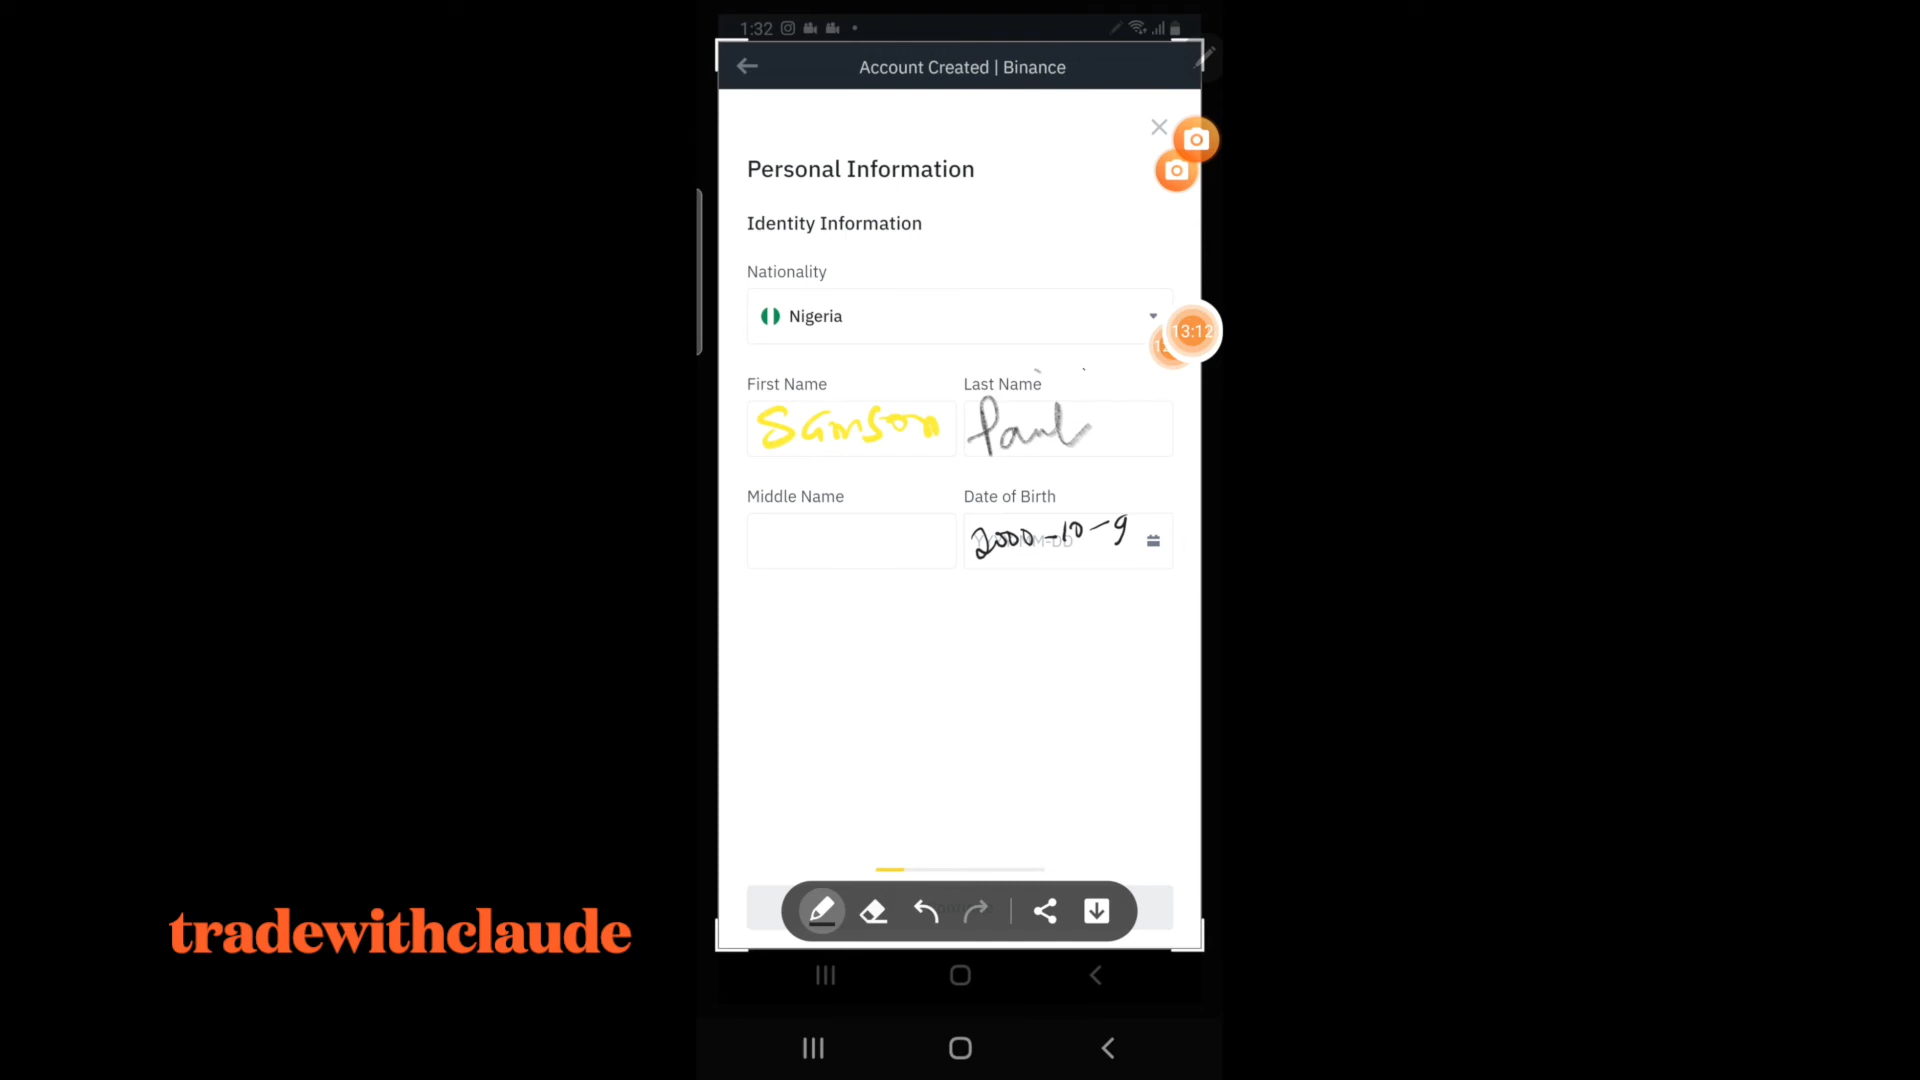 1:32
Account Created | Binance
Personal Information
Identity Information
Nationality
Nigeria
13:12
First Name Last Name
Samson Paul
Middle Name Date of Birth
2000-10-9
tradewithclaude